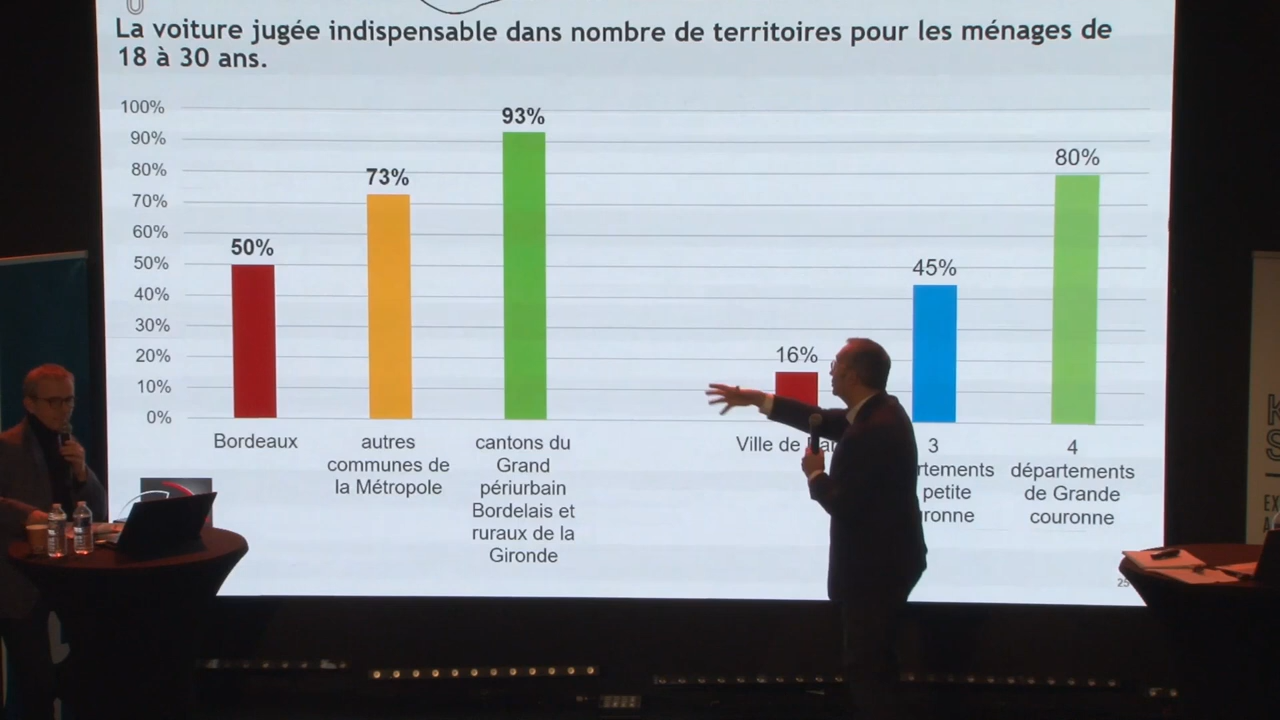 La voiture jugée indispensable dans nombre de territoires pour les ménages de
18 à 30 ans.
100%
90%
80%
70%
60%
50%
40%
30%
20%
10%
0%
50%
73%
93%
16%
45%
80%
Bordeaux
autres
communes de
la Métropole
cantons du
Grand
périurbain
Bordelais et
ruraux de la
Gironde
Ville de
3
rtements
petite
ronne
4
départements
de Grande
couronne
25